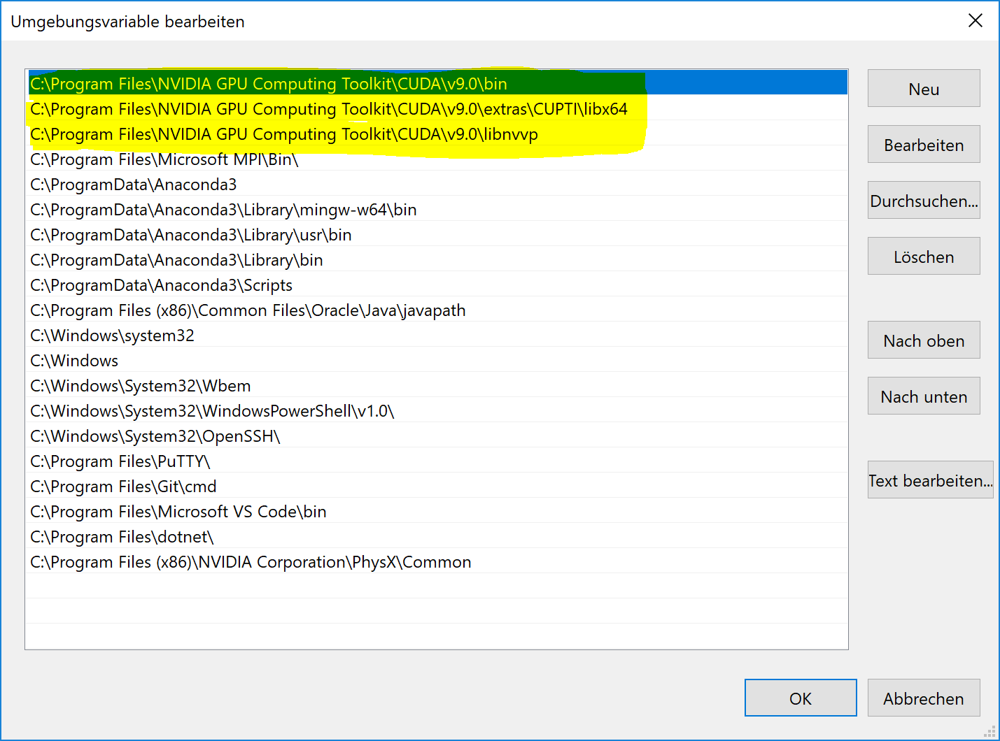 Umgebungsvariable bearbeiten
C:\Program Files\NVIDIA GPU Computing Toolkit\CUDA\v9.0\bin
C:\Program Files\NVIDIA GPU Computing Toolkit\CUDA\v9.0\extras\CUPTI\libx64
C:\Program Files\NVIDIA GPU Computing Toolkit\CUDA\v9.0\libnvvp
C:\Program Files\Microsoft MPI\Bin\
C:\ProgramData\Anaconda3
C:\ProgramData\Anaconda3\Library\mingw-w64\bin
C:\ProgramData\Anaconda3\Library\usr\bin
C:\ProgramData\Anaconda3\Library\bin
C:\ProgramData\Anaconda3\Scripts
C:\Program Files (x86)\Common Files\Oracle\Java\javapath
C:\Windows\system32
C:\Windows
C:\Windows\System32\Wbem
C:\Windows\System32\WindowsPowerShell\v1.0\
C:\Windows\System32\OpenSSH\
C:\Program Files\PuTTY\
C:\Program Files\Git\cmd
C:\Program Files\Microsoft VS Code\bin
C:\Program Files\dotnet\
C:\Program Files (x86)\NVIDIA Corporation\PhysX\Common
Neu
Bearbeiten
Durchsuchen...
Löschen
Nach oben
Nach unten
Text bearbeiten...
OK
Abbrechen